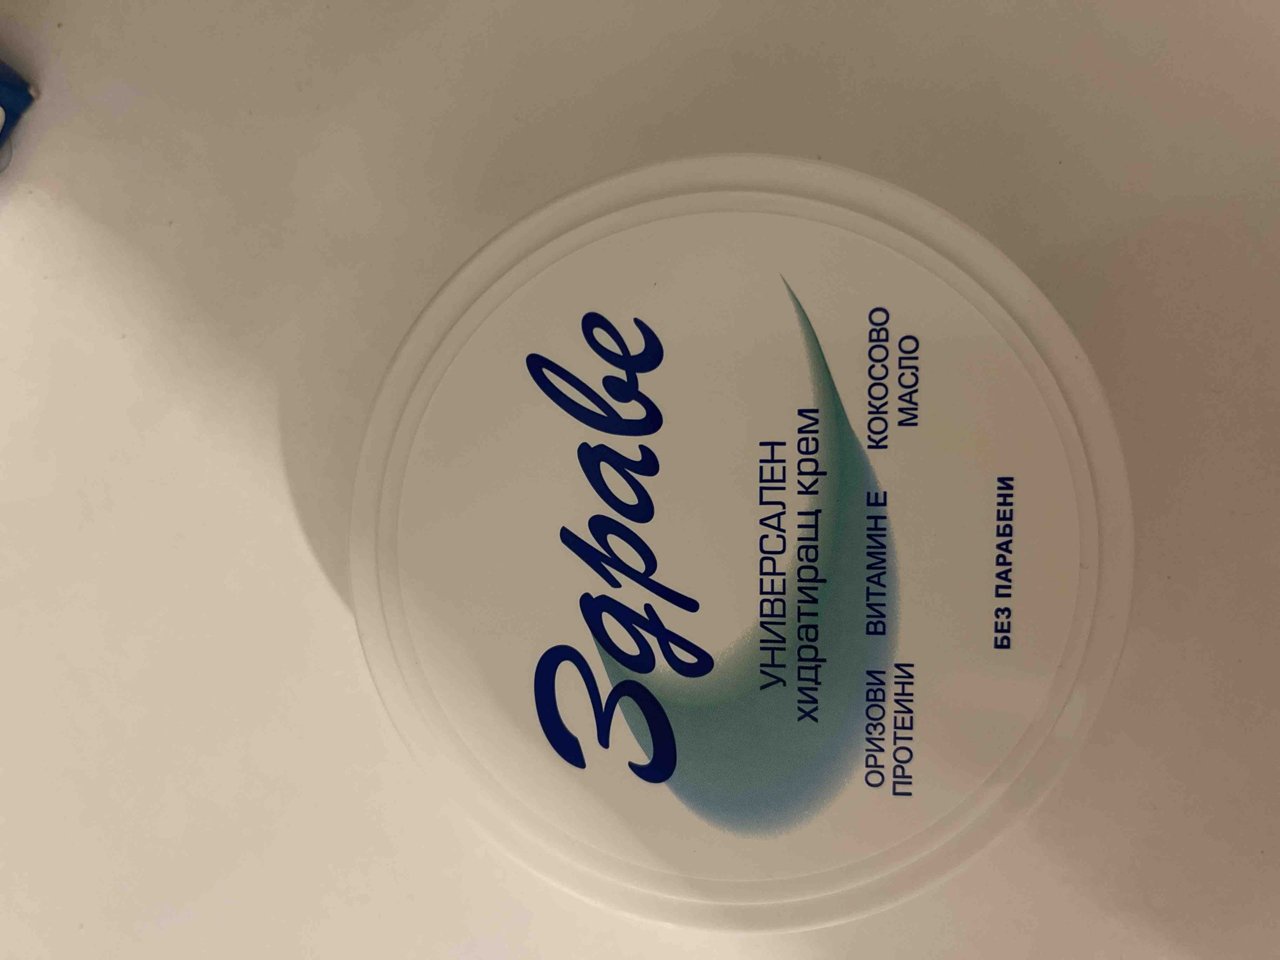 Здраве
УНИВЕРСАЛЕН
хидратиращ крем
ОРИЗОВИ ПРОТЕИНИ
ВИТАМИН Е
КОКОСОВО МАСЛО
БЕЗ ПАРАБЕНИ